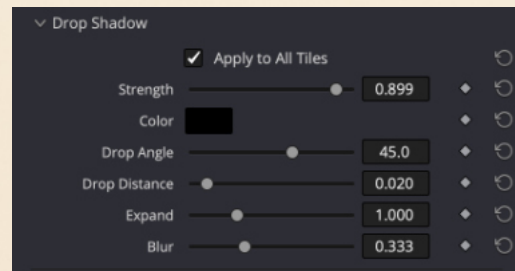 Drop Shadow
Apply to All Tiles
Strength 0.899
Color
Drop Angle 45.0
Drop Distance 0.020
Expand 1.000
Blur 0.333